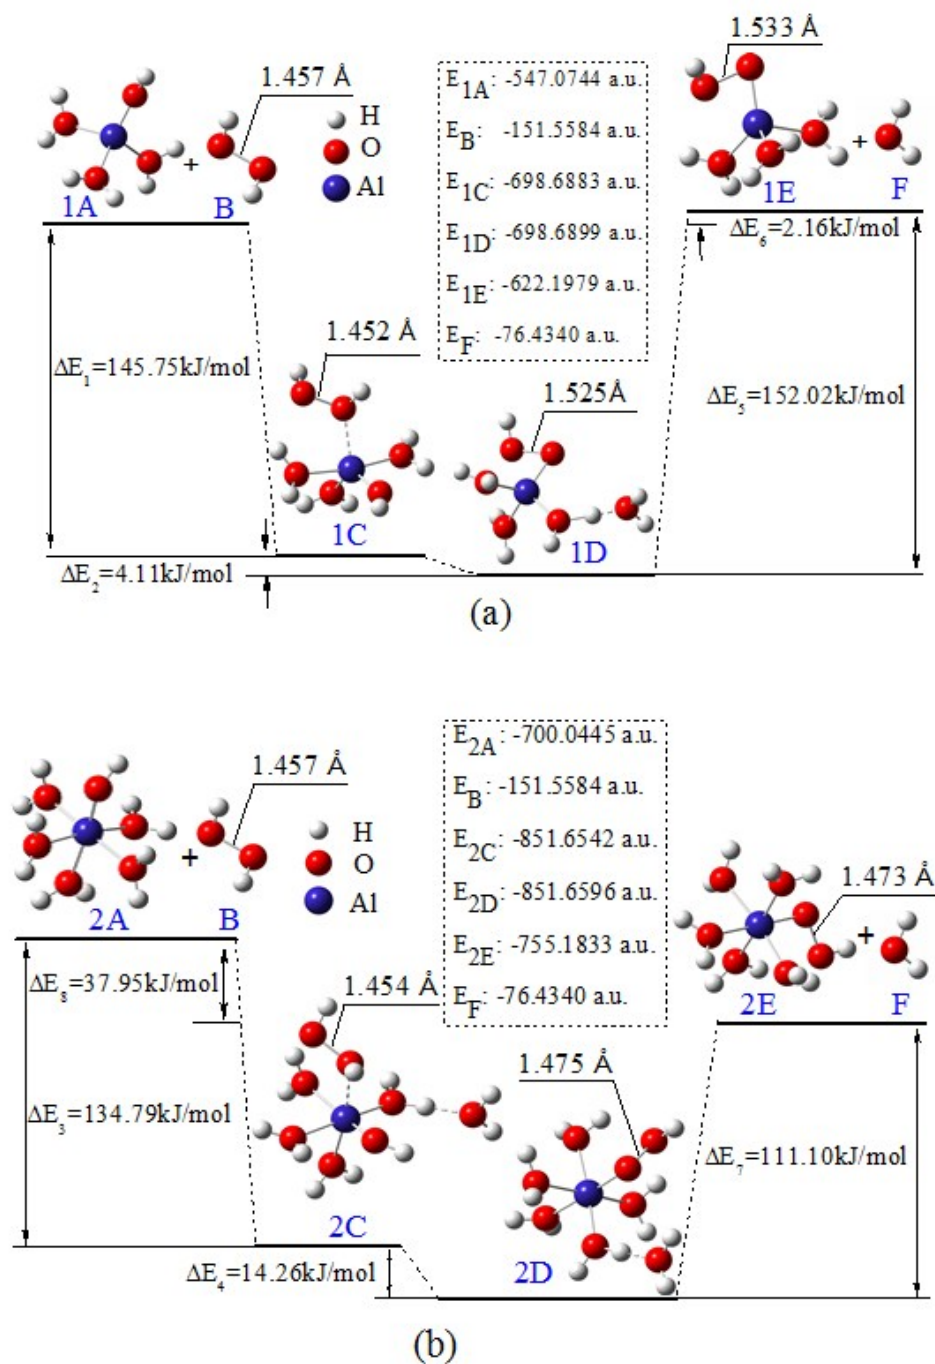 1.457 Å
H
O
Al
1A + B
E1A: -547.0744 a.u.
EB: -151.5584 a.u.
E1C: -698.6883 a.u.
E1D: -698.6899 a.u.
E1E: -622.1979 a.u.
EF: -76.4340 a.u.
1.533 Å
1E + F
ΔE6=2.16kJ/mol
ΔE1=145.75kJ/mol
1.452 Å
1C
1.525Å
1D
ΔE5=152.02kJ/mol
ΔE2=4.11kJ/mol
(a)
1.457 Å
H
O
Al
2A + B
E2A: -700.0445 a.u.
EB: -151.5584 a.u.
E2C: -851.6542 a.u.
E2D: -851.6596 a.u.
E2E: -755.1833 a.u.
EF: -76.4340 a.u.
1.473 Å
2E + F
ΔE8=37.95kJ/mol
1.454 Å
ΔE3=134.79kJ/mol
2C
1.475 Å
2D
ΔE7=111.10kJ/mol
ΔE4=14.26kJ/mol
(b)